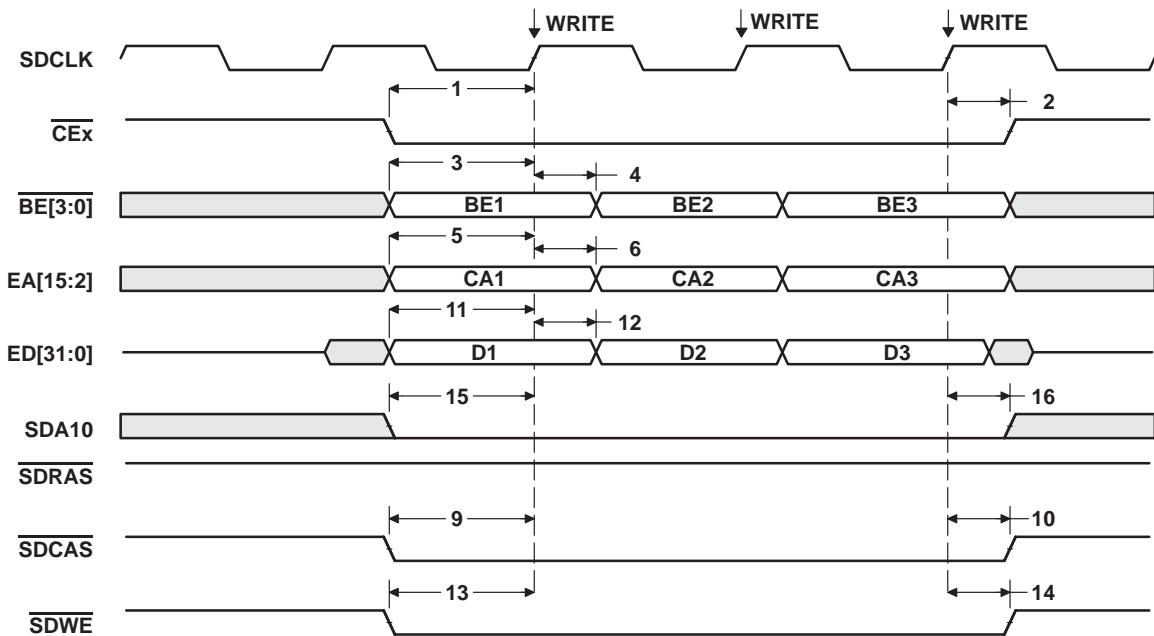 WRITE WRITE WRITE
SDCLK
1 2
CEx
3 4
BE[3:0] BE1 BE2 BE3
5 6
EA[15:2] CA1 CA2 CA3
11 12
ED[31:0] D1 D2 D3
15 16
SDA10
SDRAS
9 10
SDCAS
13 14
SDWE